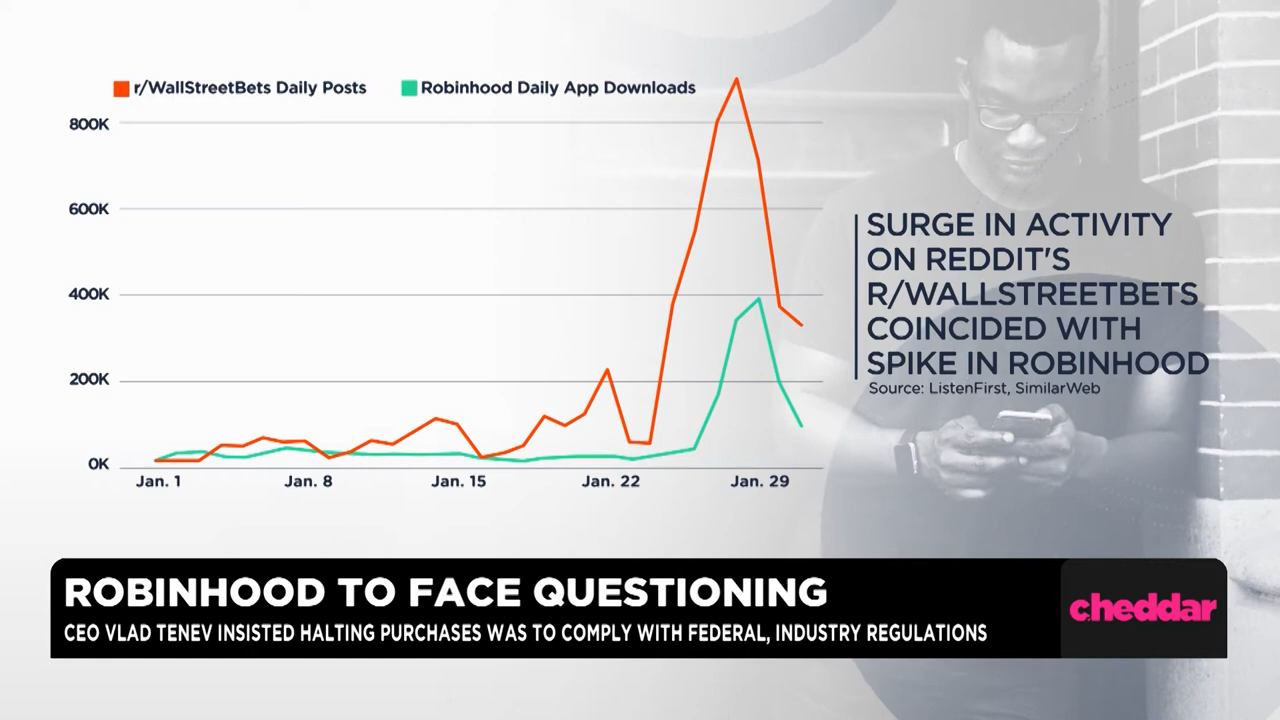 r/WallStreetBets Daily Posts
Robinhood Daily App Downloads
800K
600K
400K
200K
0K
Jan. 1
Jan. 8
Jan. 15
Jan. 22
Jan. 29
SURGE IN ACTIVITY
ON REDDIT'S
R/WALLSTREETBETS
COINCIDED WITH
SPIKE IN ROBINHOOD
Source: ListenFirst, SimilarWeb
ROBINHOOD TO FACE QUESTIONING
CEO VLAD TENEV INSISTED HALTING PURCHASES WAS TO COMPLY WITH FEDERAL, INDUSTRY REGULATIONS
cheddar